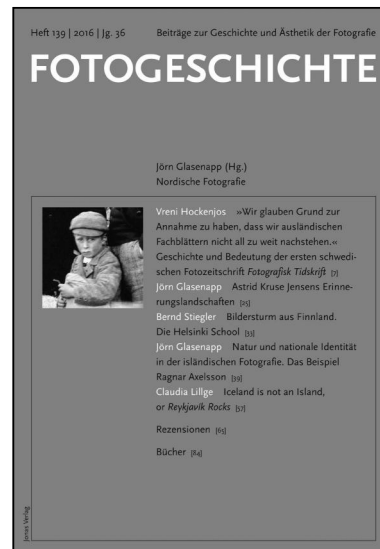 Heft 139 | 2016 | Jg. 36 Beiträge zur Geschichte und Ästhetik der Fotografie
FOTOGESCHICHTE
Jörn Glasenapp (Hg.)
Nordische Fotografie
Vreni Hockenjos »Wir glauben Grund zur
Annahme zu haben, dass wir ausländischen
Fachblättern nicht all zu weit nachstehen.«
Geschichte und Bedeutung der ersten schwedi-
schen Fotozeitschrift Fotografisk Tidskrift [7]
Jörn Glasenapp Astrid Kruse Jensens Erinne-
rungslandschaften [25]
Bernd Stiegler Bildersturm aus Finnland.
Die Helsinki School [33]
Jörn Glasenapp Natur und nationale Identität
in der isländischen Fotografie. Das Beispiel
Ragnar Axelsson [39]
Claudia Lillge Iceland is not an Island,
or Reykjavík Rocks [57]
Rezensionen [65]
Bücher [84]
Jonas Verlag